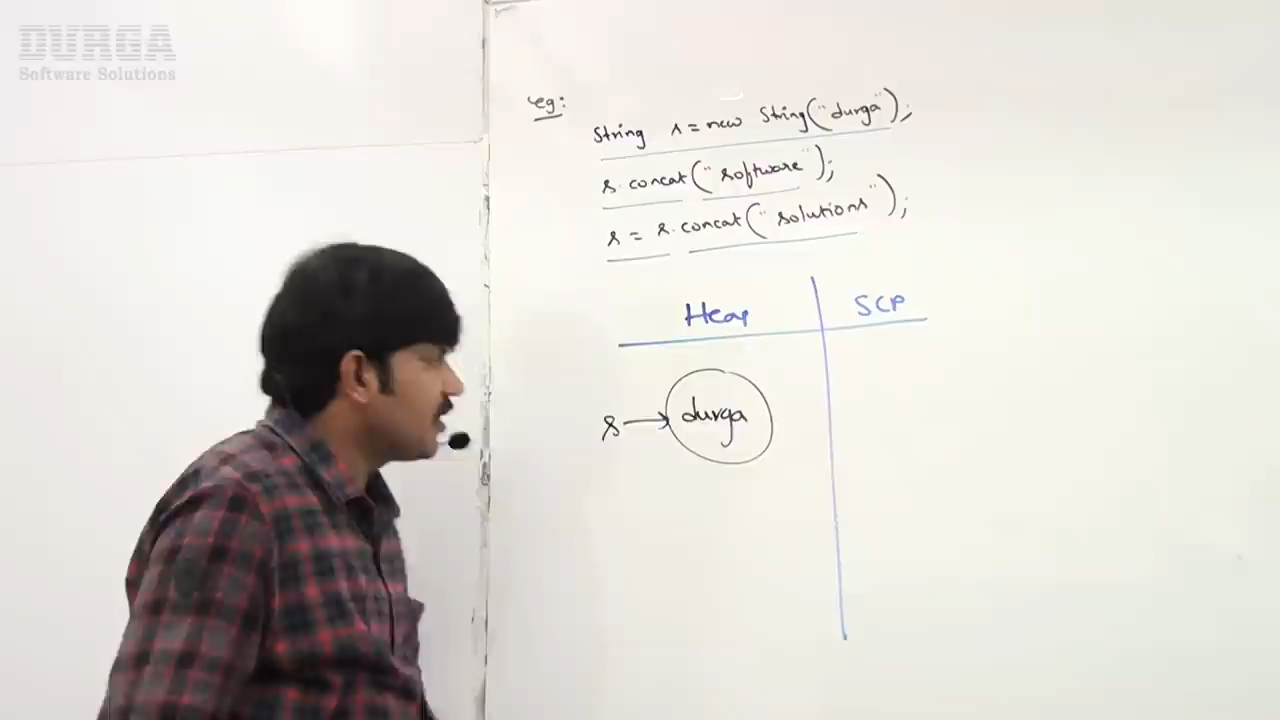 DURGA
Software Solutions
eg:
String s = new String("durga");
s.concat("software");
s = s.concat("solutions");
Heap SCP
s → durga